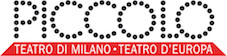 PICCOLO
TEATRO DI MILANO • TEATRO D'EUROPA